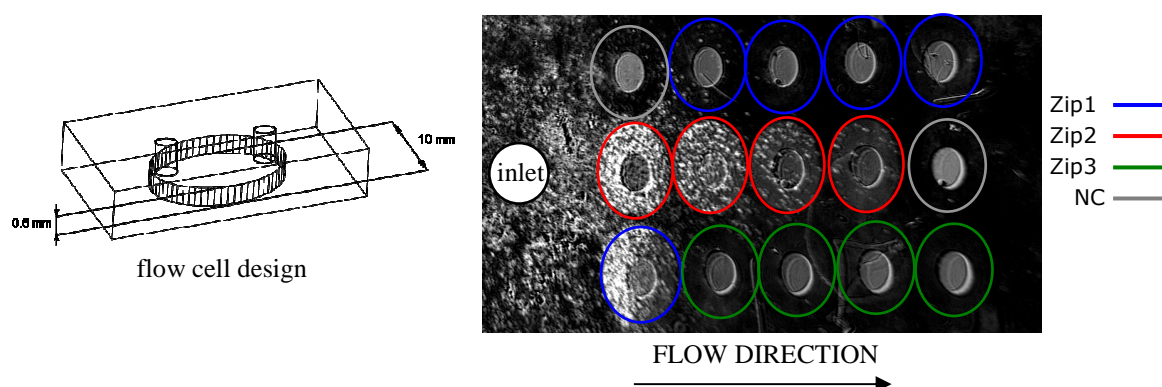 10 mm
0.6 mm
flow cell design
inlet
Zip1
Zip2
Zip3
NC
FLOW DIRECTION